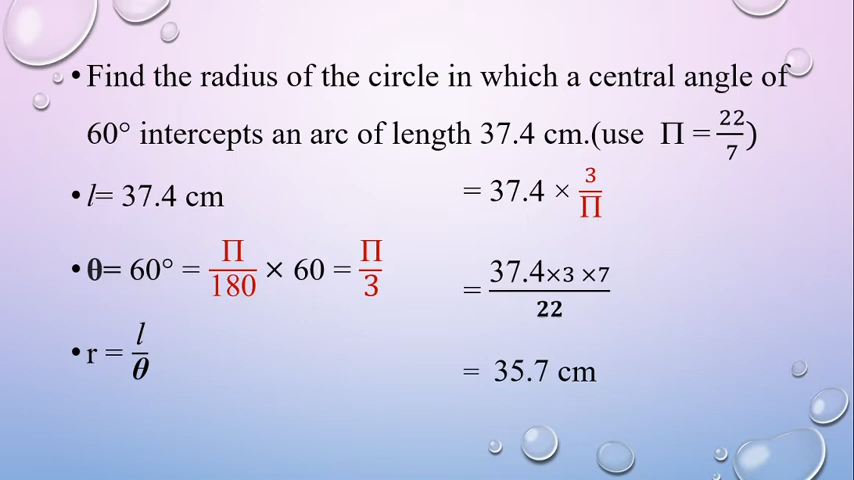 • Find the radius of the circle in which a central angle of
60° intercepts an arc of length 37.4 cm.(use Π = 22/7)
• l= 37.4 cm
• θ= 60° = Π/180 × 60 = Π/3
• r = l/θ
= 37.4 × 3/Π
= 37.4×3 ×7/22
= 35.7 cm